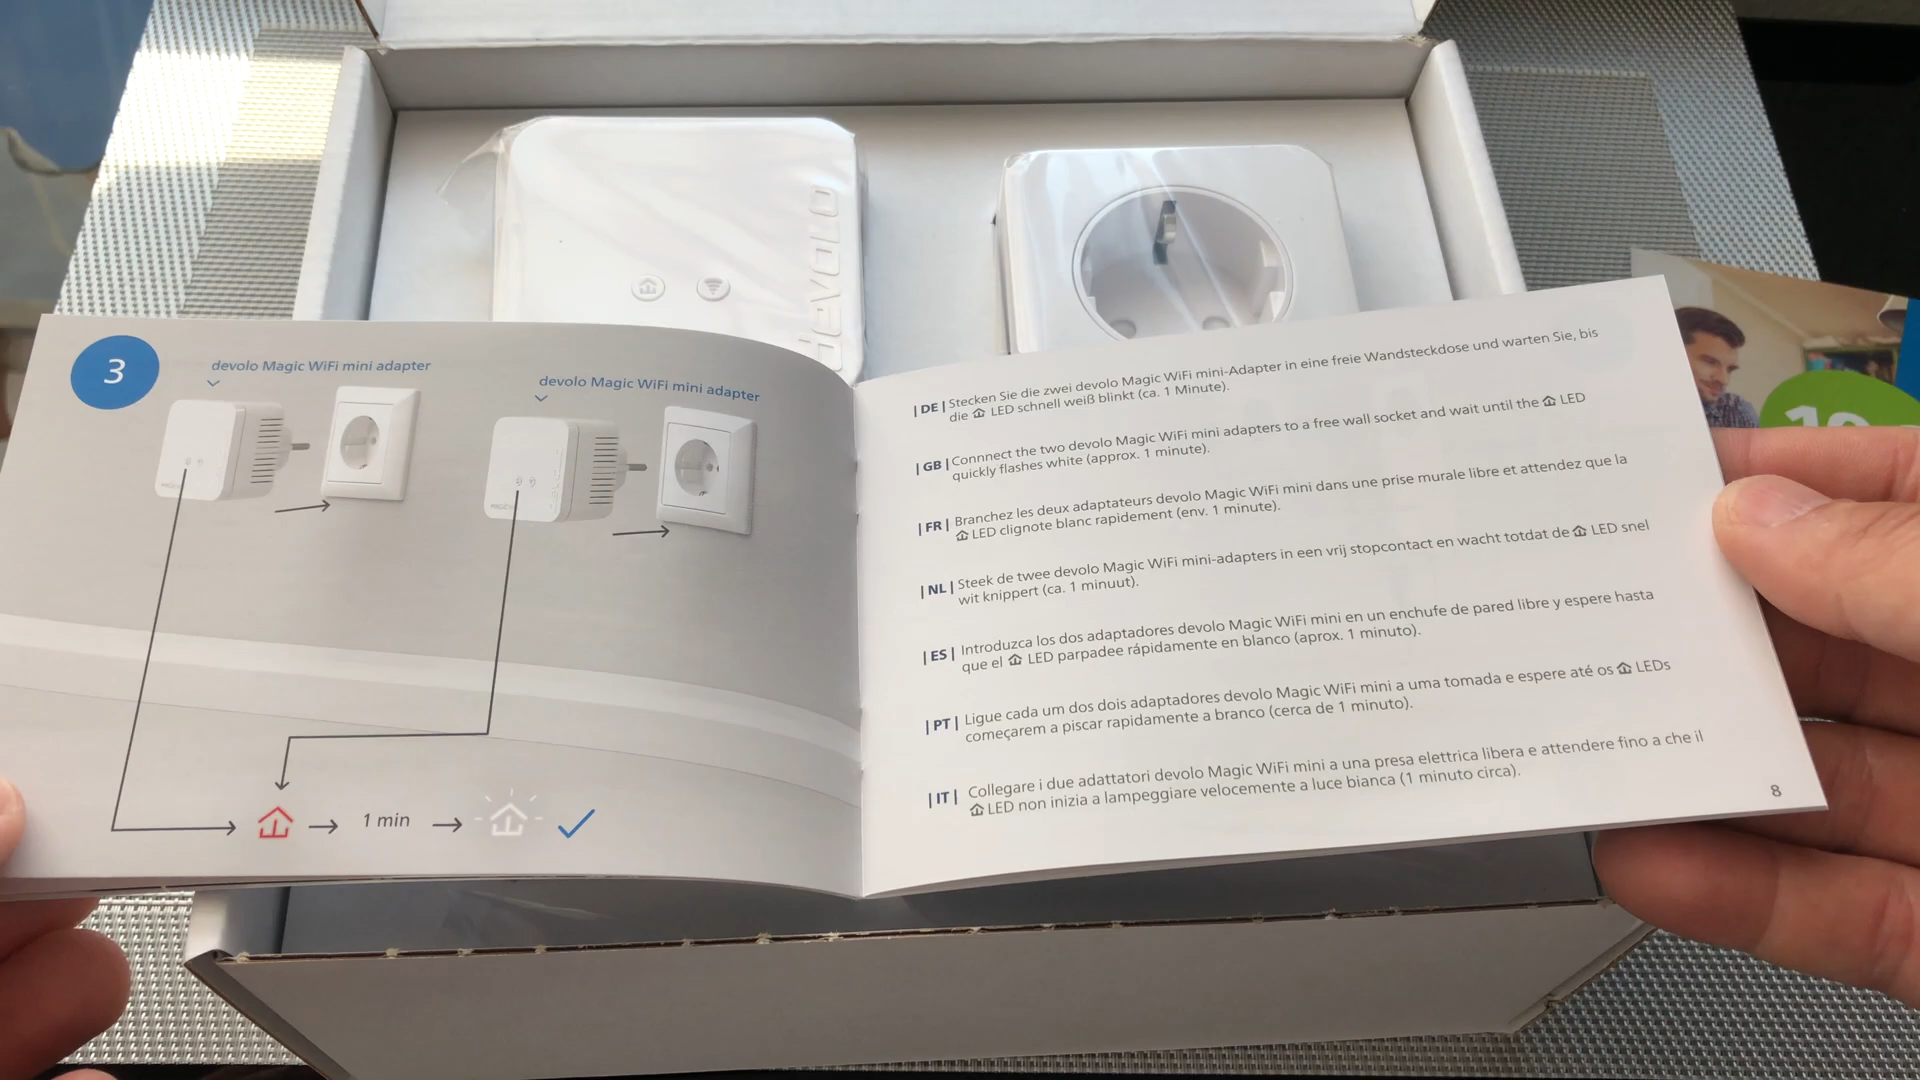 devolo
3
devolo Magic WiFi mini adapter
devolo Magic WiFi mini adapter
1 min
| DE | Stecken Sie die zwei devolo Magic WiFi mini-Adapter in eine freie Wandsteckdose und warten Sie, bis
die LED schnell weiß blinkt (ca. 1 Minute).
| GB | Connnect the two devolo Magic WiFi mini adapters to a free wall socket and wait until the LED
quickly flashes white (approx. 1 minute).
| FR | Branchez les deux adaptateurs devolo Magic WiFi mini dans une prise murale libre et attendez que la
LED clignote blanc rapidement (env. 1 minute).
| NL | Steek de twee devolo Magic WiFi mini-adapters in een vrij stopcontact en wacht totdat de LED snel
wit knippert (ca. 1 minuut).
| ES | Introduzca los dos adaptadores devolo Magic WiFi mini en un enchufe de pared libre y espere hasta
que el LED parpadee rápidamente en blanco (aprox. 1 minuto).
| PT | Ligue cada um dos dois adaptadores devolo Magic WiFi mini a uma tomada e espere até os LEDs
começarem a piscar rapidamente a branco (cerca de 1 minuto).
| IT | Collegare i due adattatori devolo Magic WiFi mini a una presa elettrica libera e attendere fino a che il
LED non inizia a lampeggiare velocemente a luce bianca (1 minuto circa).
8